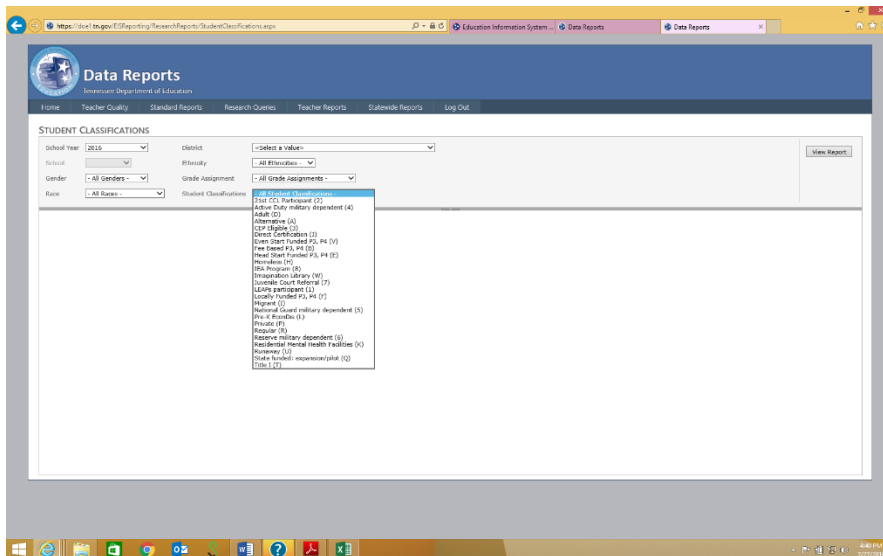 https://dce1.tn.gov/EISReporting/ResearchReports/StudentClassifications.aspx
Education Information System ...
Data Reports
Data Reports
Data Reports
Tennessee Department of Education
Home Teacher Quality Standard Reports Research Queries Teacher Reports Statewide Reports Log Out
STUDENT CLASSIFICATIONS
School Year 2016 District <Select a Value> View Report
School Ethnicity - All Ethnicities -
Gender - All Genders - Grade Assignment - All Grade Assignments -
Race - All Races - Student Classifications - All Student Classifications -
21st CCL Participant (2)
Active Duty military dependent (4)
Adult (D)
Alternative (A)
CEP Eligible (3)
Direct Certification (J)
Even Start Funded P3, P4 (V)
Fee Based P3, P4 (B)
Head Start Funded P3, P4 (E)
Homeless (H)
IEA Program (8)
Imagination Library (W)
Juvenile Court Referral (7)
LEAPs participant (1)
Locally Funded P3, P4 (F)
Migrant (I)
National Guard military dependent (5)
Pre-K EconDis (L)
Private (P)
Regular (R)
Reserve military dependent (6)
Residential Mental Health Facilities (K)
Runaway (U)
State funded: expansion/pilot (Q)
Title I (T)
4:40 PM